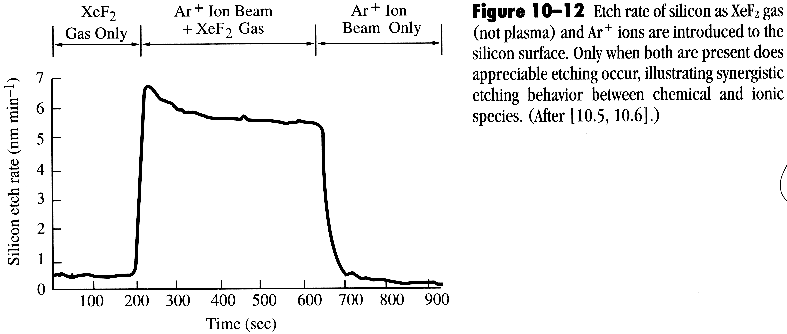 XeF2
Gas Only
Ar+ Ion Beam
+ XeF2 Gas
Ar+ Ion
Beam Only
7
6
5
4
3
2
1
0
Silicon etch rate (nm min−1)
100 200 300 400 500 600 700 800 900
Time (sec)
Figure 10–12 Etch rate of silicon as XeF2 gas
(not plasma) and Ar+ ions are introduced to the
silicon surface. Only when both are present does
appreciable etching occur, illustrating synergistic
etching behavior between chemical and ionic
species. (After [10.5, 10.6].)